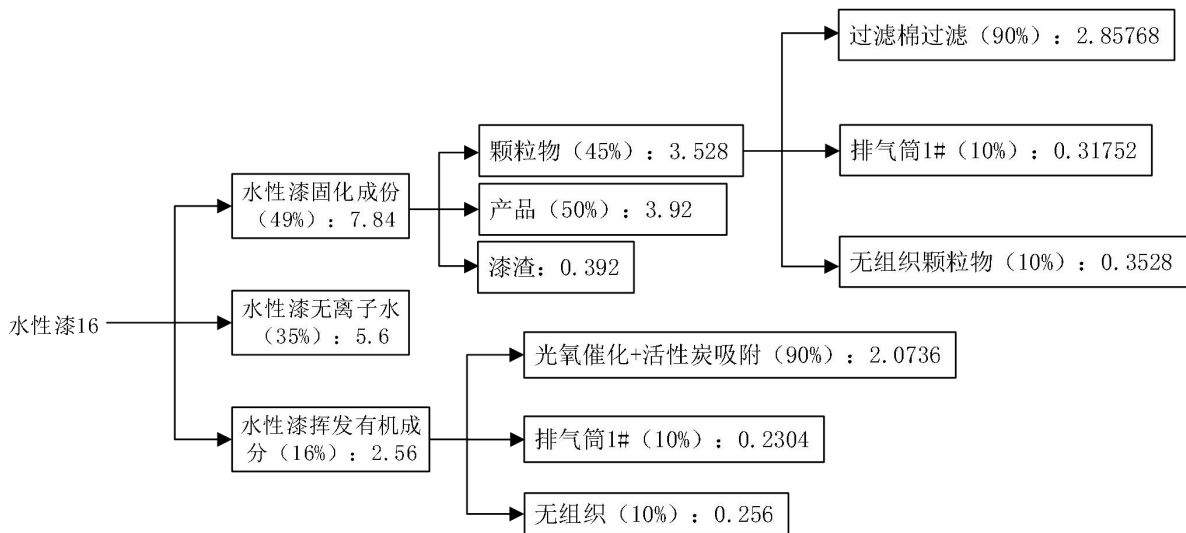 水性漆16
水性漆固化成份
（49%）：7.84
水性漆无离子水
（35%）：5.6
水性漆挥发有机成
分（16%）：2.56
颗粒物（45%）：3.528
产品（50%）：3.92
漆渣：0.392
过滤棉过滤（90%）：2.85768
排气筒1#（10%）：0.31752
无组织颗粒物（10%）：0.3528
光氧催化+活性炭吸附（90%）：2.0736
排气筒1#（10%）：0.2304
无组织（10%）：0.256